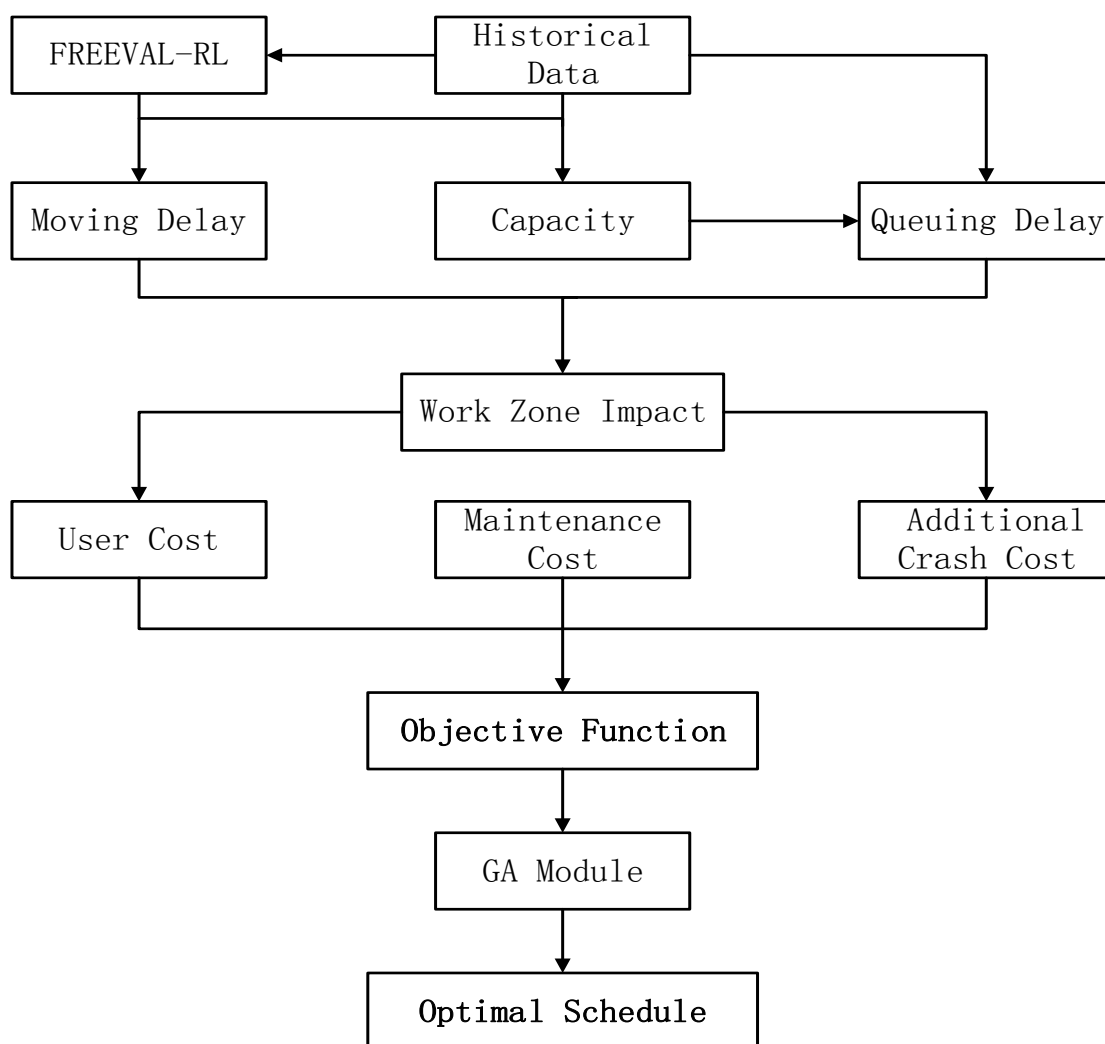 FREEVAL-RL
Historical
Data
Moving Delay
Capacity
Queuing Delay
Work Zone Impact
User Cost
Maintenance
Cost
Additional
Crash Cost
Objective Function
GA Module
Optimal Schedule